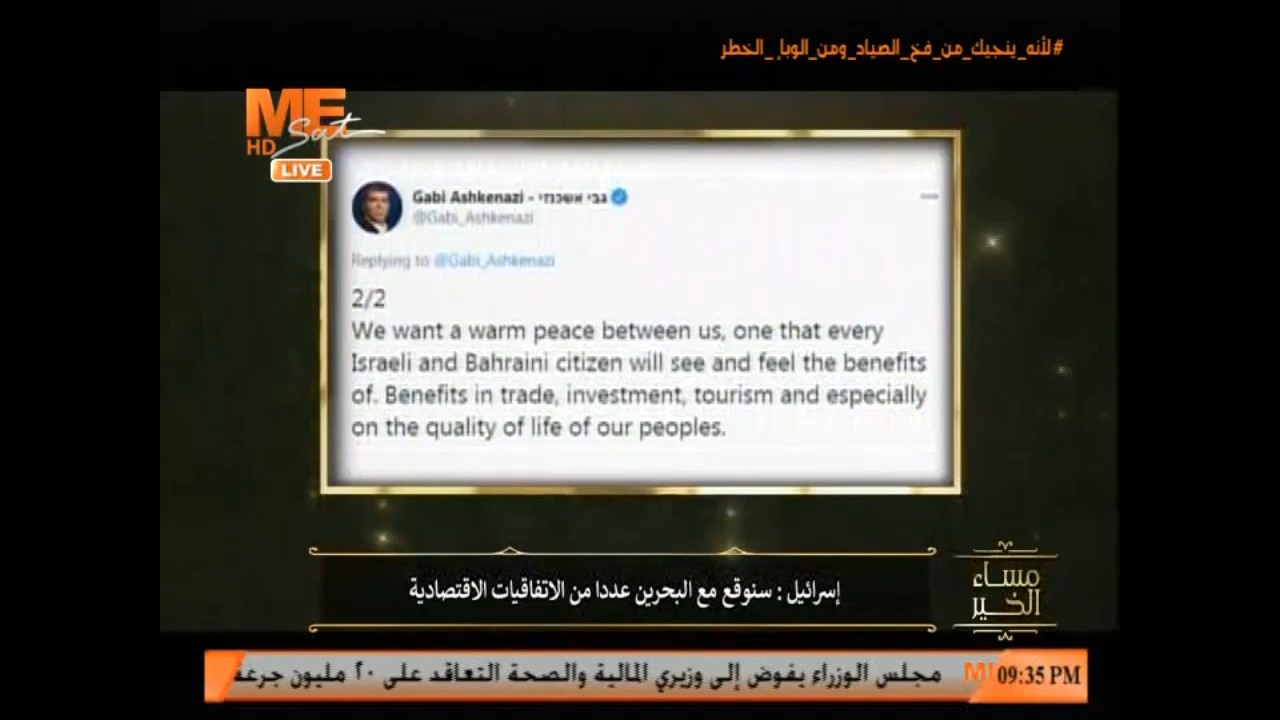 #لأنه_ينجيك_من_فخ_الصياد_ومن_الوبإ_الخطر
ME
Sat
HD
LIVE
Gabi Ashkenazi - גבי אשכנזי
@Gabi_Ashkenazi
Replying to @Gabi_Ashkenazi
2/2
We want a warm peace between us, one that every
Israeli and Bahraini citizen will see and feel the benefits
of. Benefits in trade, investment, tourism and especially
on the quality of life of our peoples.
إسرائيل : سنوقع مع البحرين عددا من الاتفاقيات الاقتصادية
مساء
الخير
مجلس الوزراء يفوض إلى وزيري المالية والصحة التعاقد على ٢٠ مليون جرعة
09:35 PM